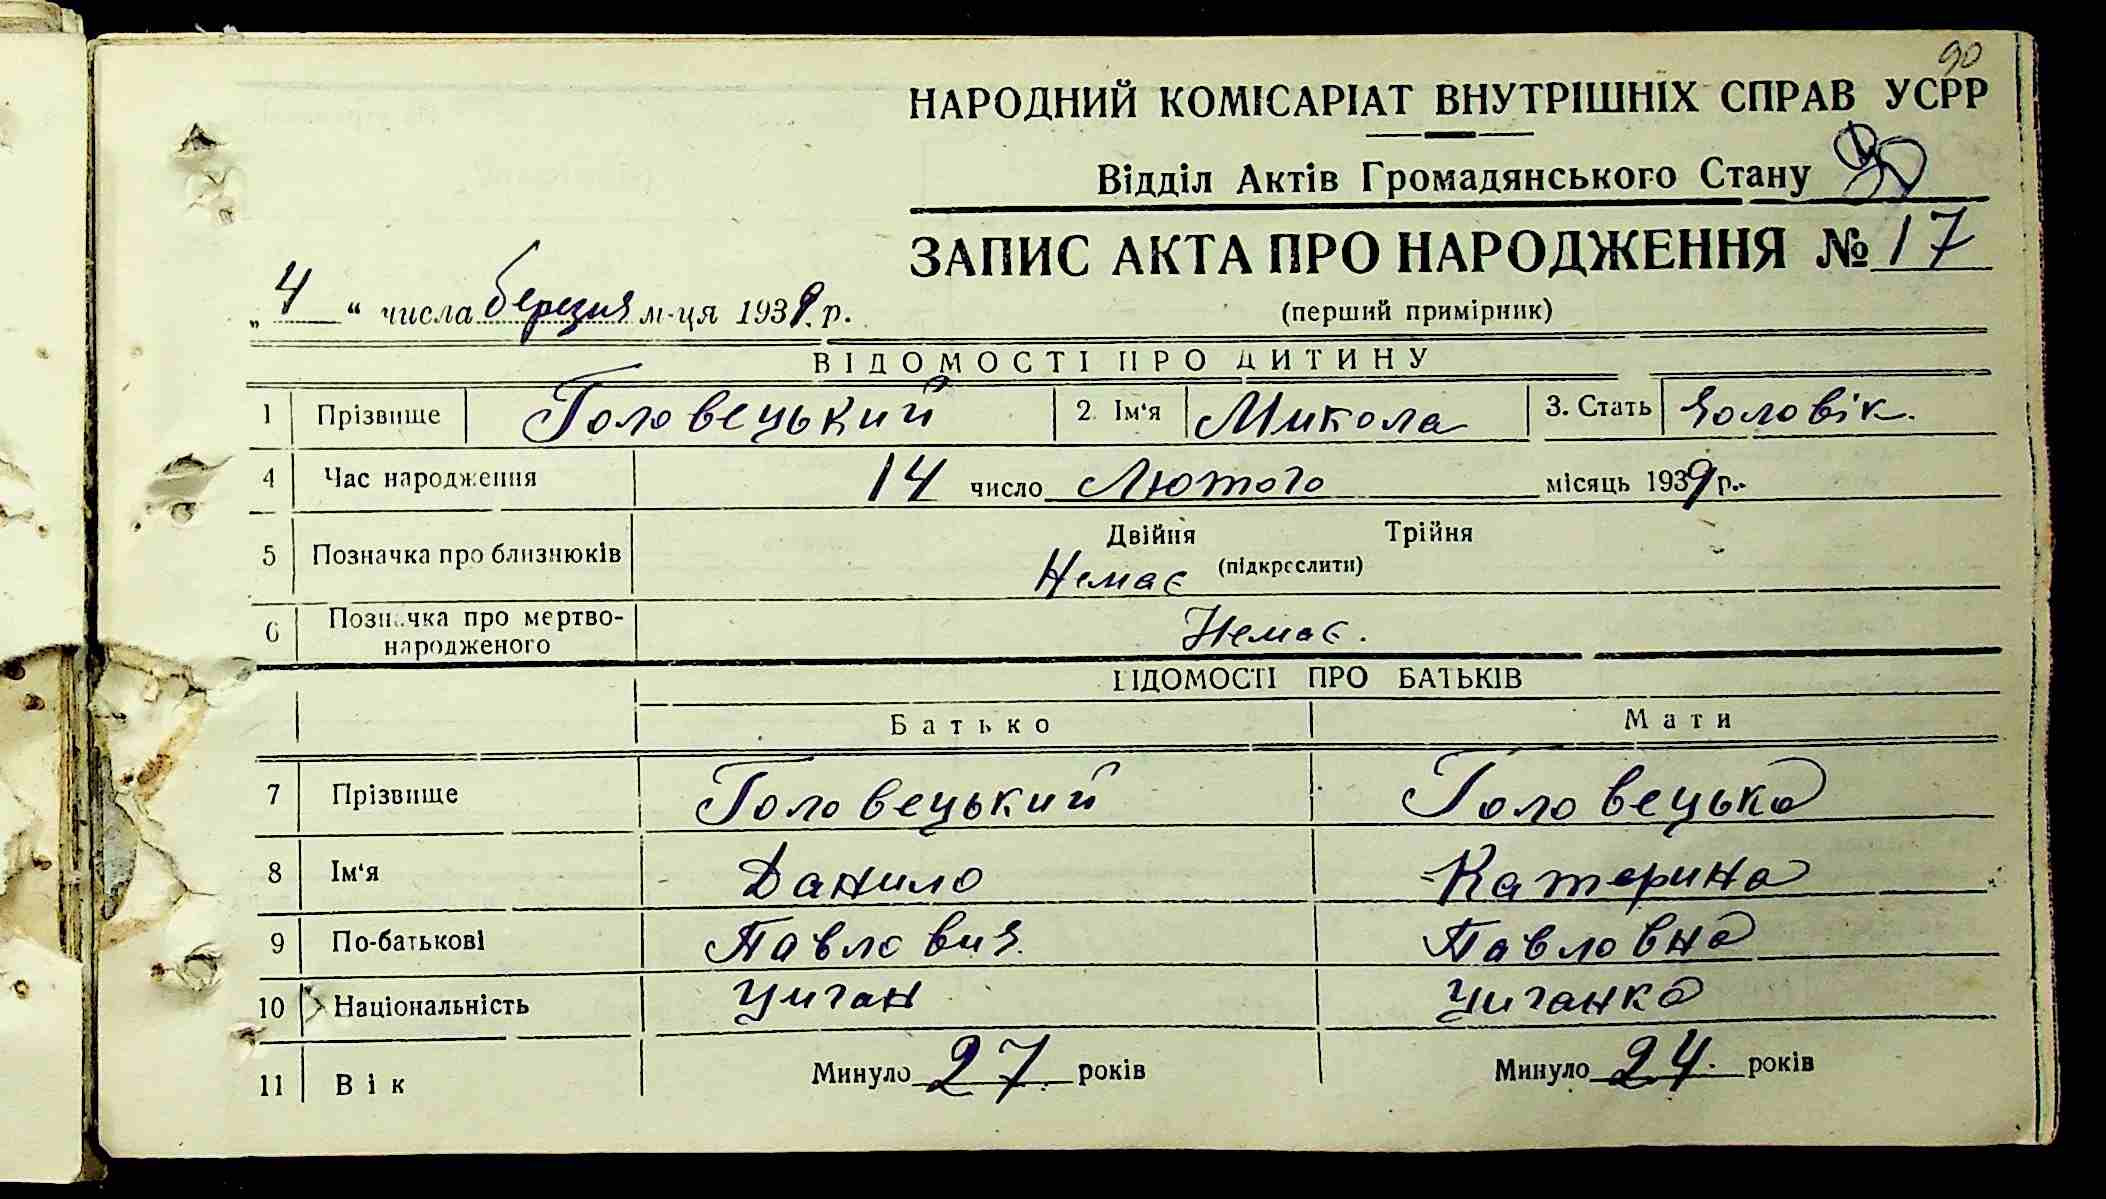 90
НАРОДНИЙ КОМІСАРІАТ ВНУТРІШНІХ СПРАВ УСРР
Відділ Актів Громадянського Стану
ЗАПИС АКТА ПРО НАРОДЖЕННЯ № 17
„4“ числа березня м-ця 1939 р.
(перший примірник)
ВІДОМОСТІ ПРО ДИТИНУ
1 Прізвище Головецький 2. Ім'я Микола 3. Стать Чоловік.
4 Час народження 14 число Лютого місяць 1939 р.
5 Позначка про близнюків Двійня Трійня
(підкреслити)
Немає
6 Позначка про мертво-
народженого Немає.
ВІДОМОСТІ ПРО БАТЬКІВ
Батько Мати
7 Прізвище Головецький Головецька
8 Ім'я Данило Катерина
9 По-батькові Павлович Павловна
10 Національність Циган Циганка
11 Вік Минуло 27 років Минуло 24 років